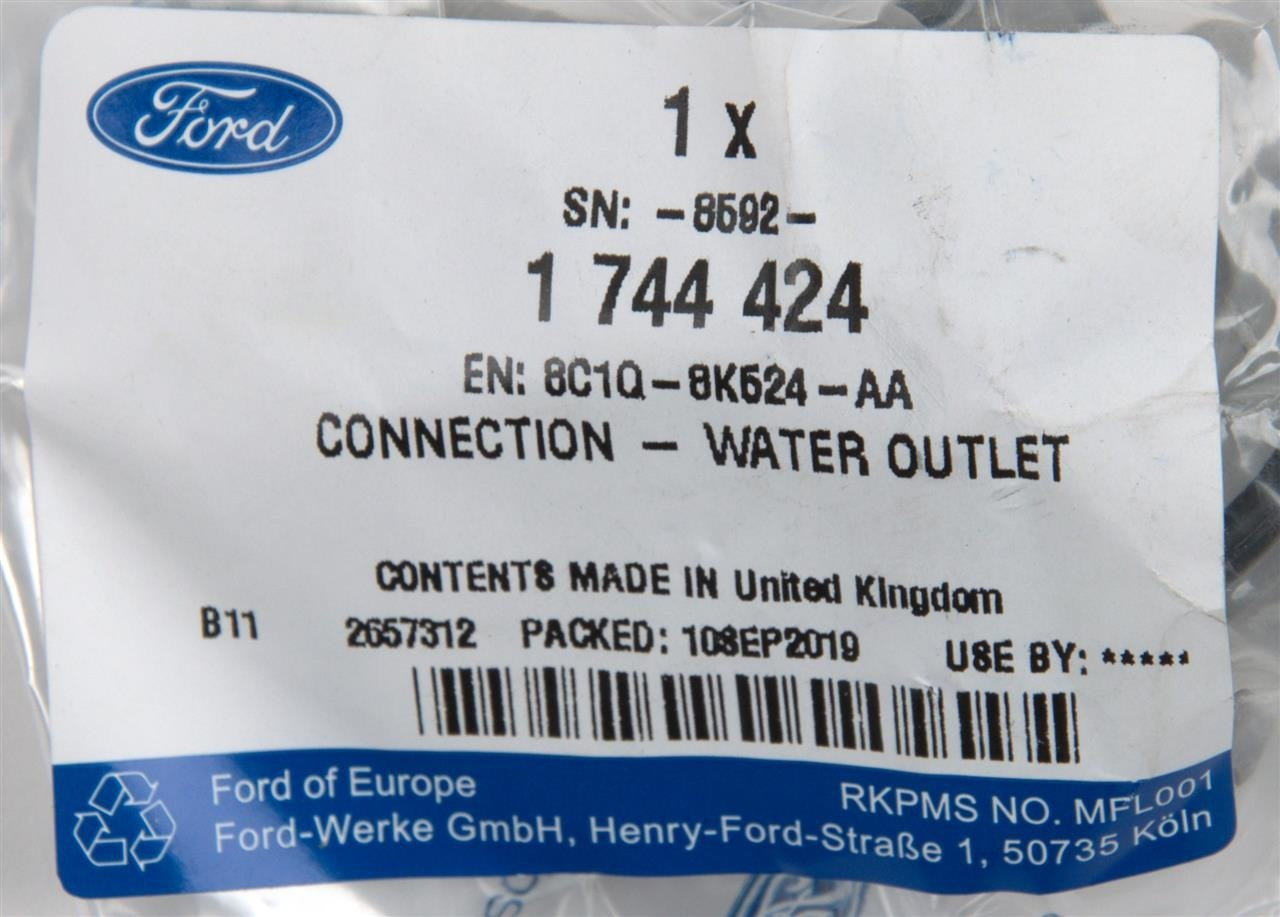 Ford
1 x
SN: -8592-
1 744 424
EN: 8C1Q-8K524-AA
CONNECTION - WATER OUTLET
CONTENTS MADE IN United Kingdom
B11 2657312 PACKED: 10SEP2019 USE BY: *****
Ford of Europe
RKPMS NO. MFL001
Ford-Werke GmbH, Henry-Ford-Straße 1, 50735 Köln